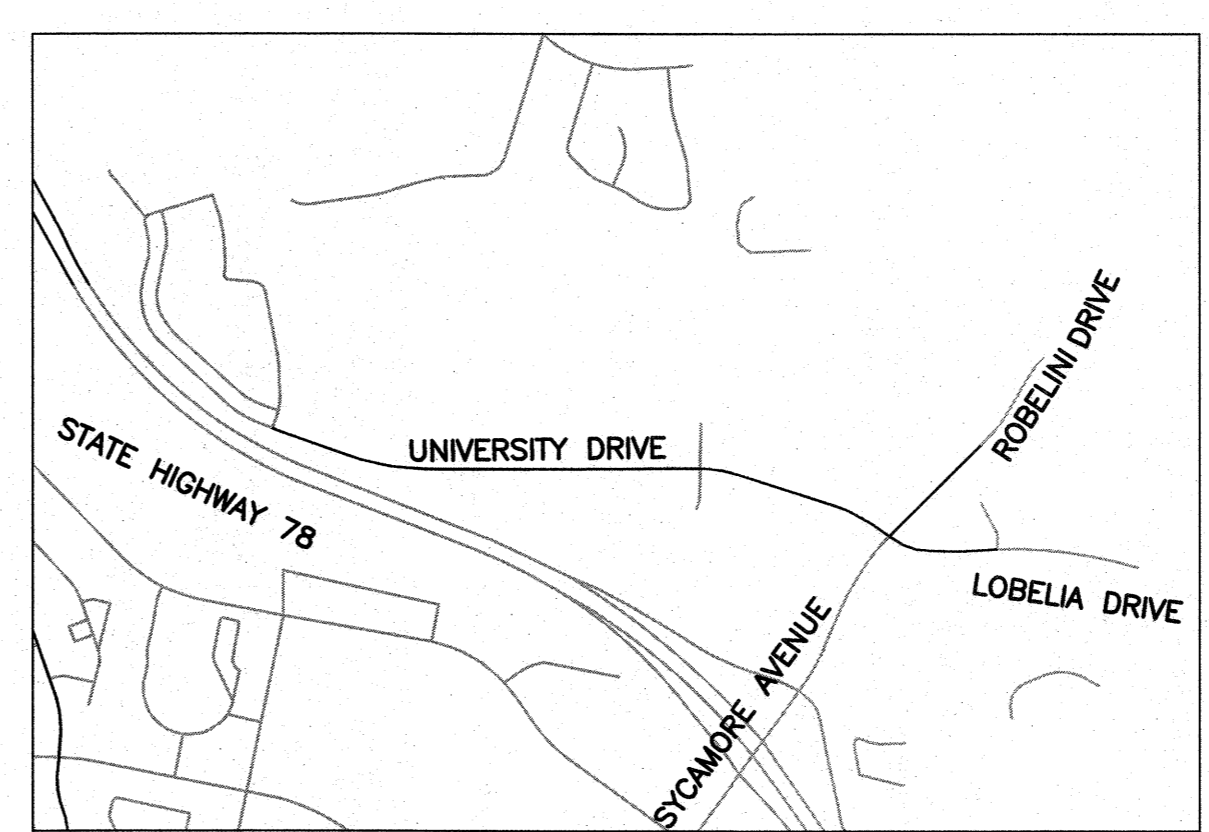 ROBELINI DRIVE
UNIVERSITY DRIVE
STATE HIGHWAY 78
LOBELIA DRIVE
SYCAMORE AVENUE